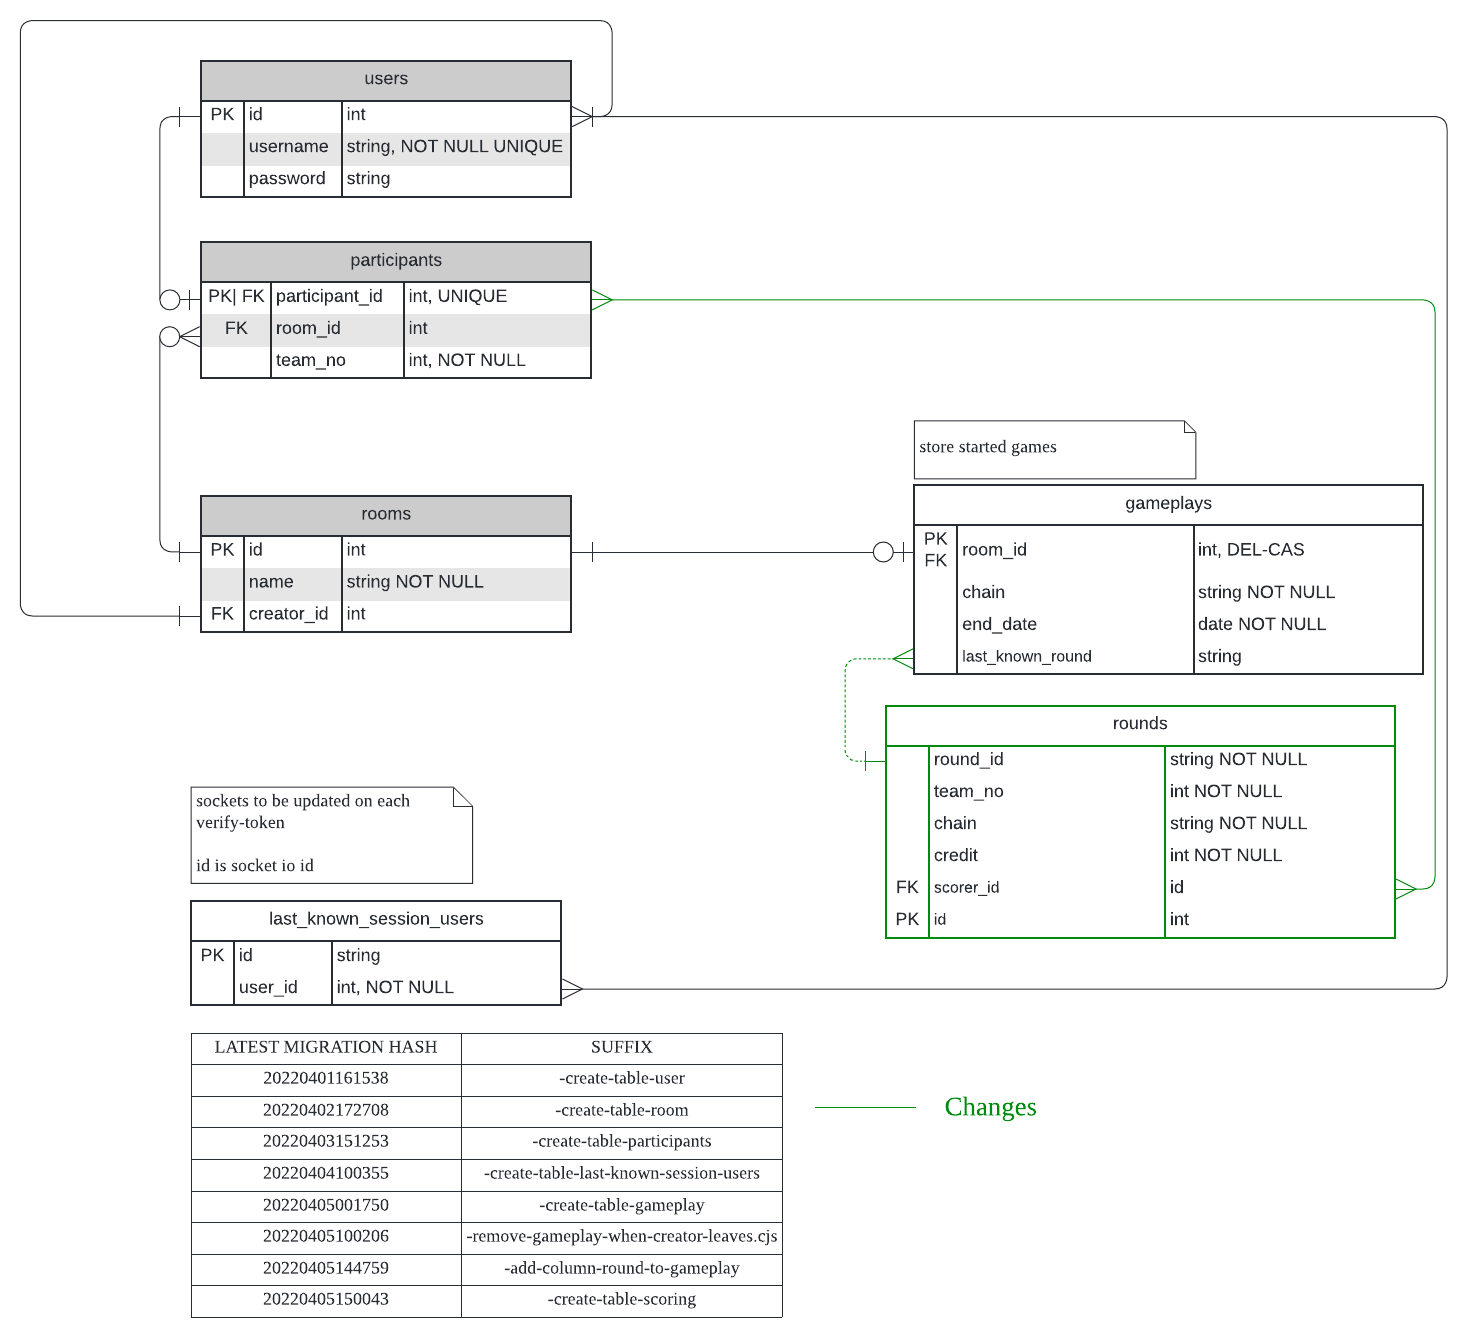 users
PK id int
username string, NOT NULL UNIQUE
password string
participants
PK| FK participant_id int, UNIQUE
FK room_id int
team_no int, NOT NULL
store started games
rooms
PK id int
name string NOT NULL
FK creator_id int
gameplays
PK
FK room_id int, DEL-CAS
chain string NOT NULL
end_date date NOT NULL
last_known_round string
rounds
round_id string NOT NULL
team_no int NOT NULL
chain string NOT NULL
credit int NOT NULL
FK scorer_id id
PK id int
sockets to be updated on each
verify-token
id is socket io id
last_known_session_users
PK id string
user_id int, NOT NULL
LATEST MIGRATION HASH SUFFIX
20220401161538 -create-table-user
20220402172708 -create-table-room
20220403151253 -create-table-participants
20220404100355 -create-table-last-known-session-users
20220405001750 -create-table-gameplay
20220405100206 -remove-gameplay-when-creator-leaves.cjs
20220405144759 -add-column-round-to-gameplay
20220405150043 -create-table-scoring
Changes